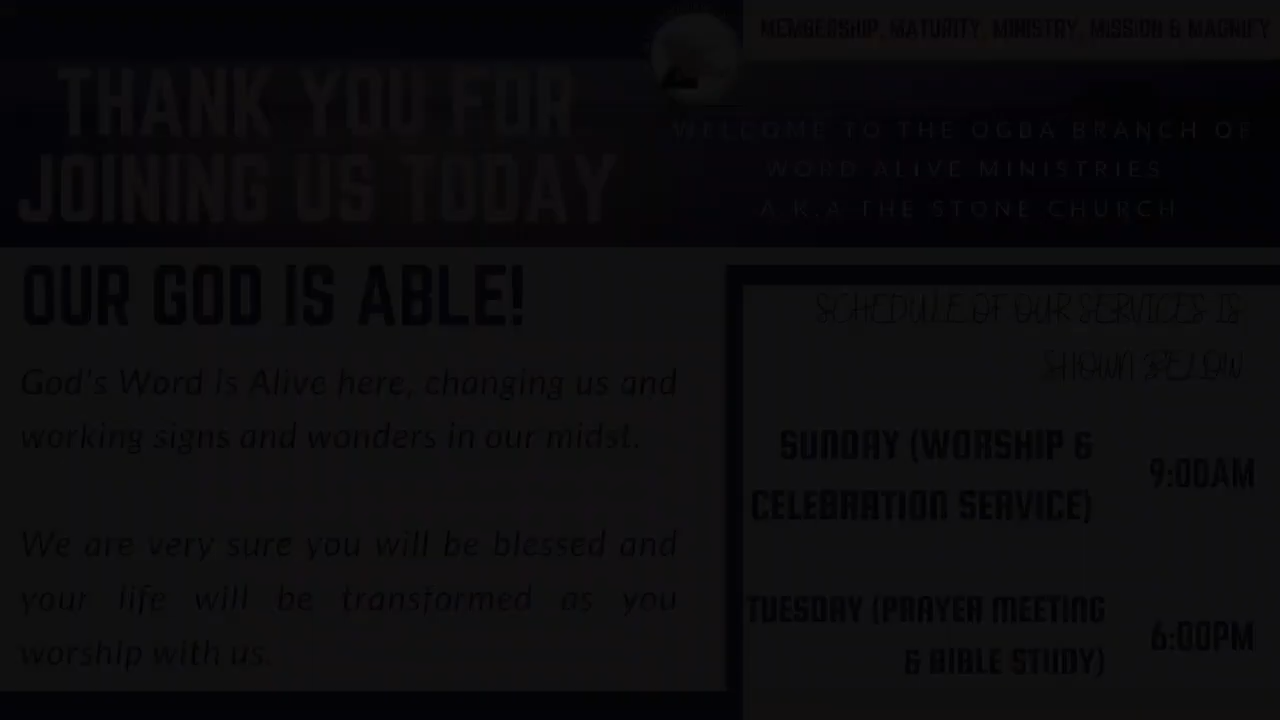 MEMBERSHIP, MATURITY, MINISTRY, MISSION & MAGNIFY
THANK YOU FOR
JOINING US TODAY
WELCOME TO THE OGBA BRANCH OF
WORD ALIVE MINISTRIES
A.K.A THE STONE CHURCH
OUR GOD IS ABLE!
God's Word is Alive here, changing us and
working signs and wonders in our midst.
We are very sure you will be blessed and
your life will be transformed as you
worship with us.
SCHEDULE OF OUR SERVICES IS
SHOWN BELOW
SUNDAY (WORSHIP &
CELEBRATION SERVICE)
9:00AM
TUESDAY (PRAYER MEETING
& BIBLE STUDY)
6:00PM